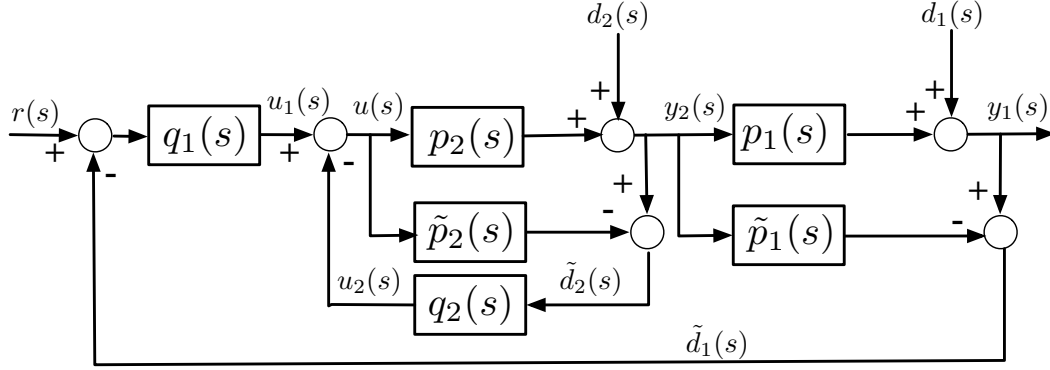 d₂(s) d₁(s)
r(s) u₁(s) u(s) y₂(s) y₁(s)
+ - q₁(s) + - p₂(s) + + p₁(s) + +
p̃₂(s) - + p̃₁(s) - +
u₂(s) q₂(s) d̃₂(s)
d̃₁(s)